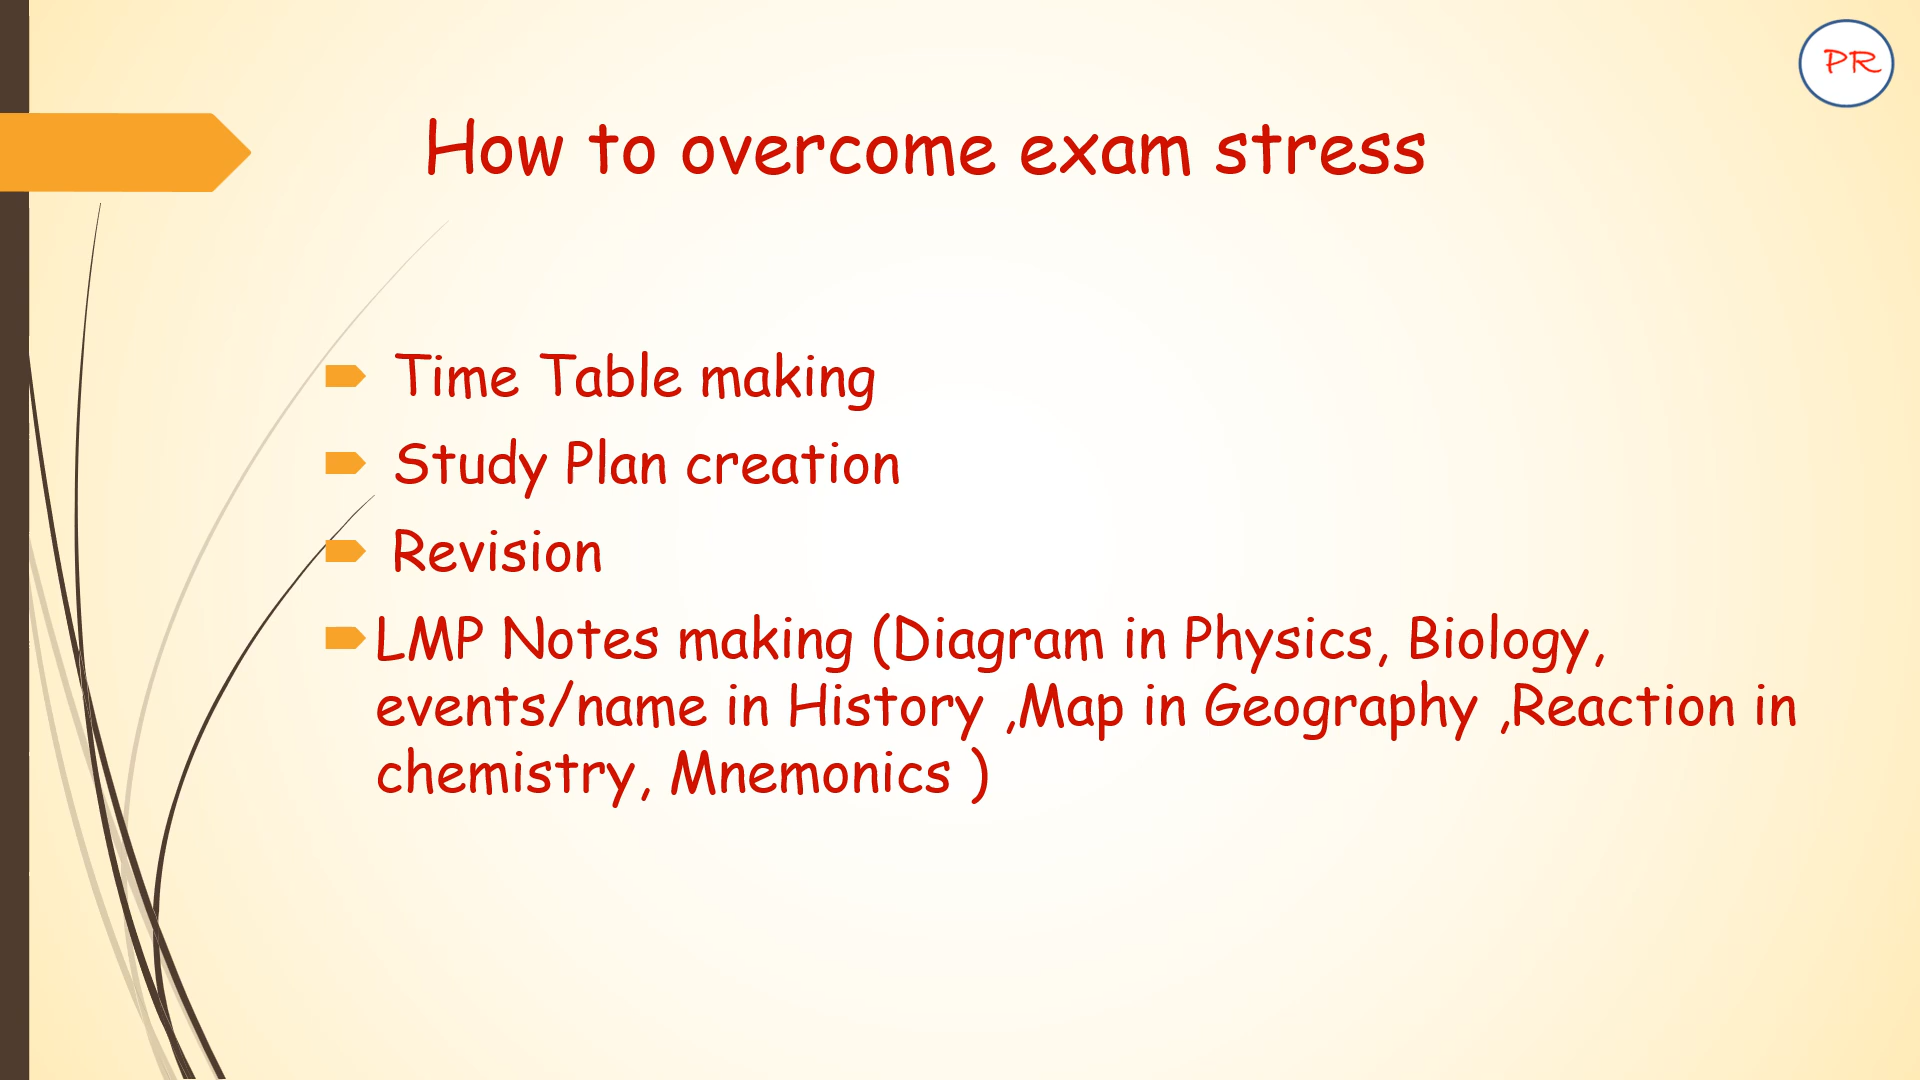 PR
How to overcome exam stress
Time Table making
Study Plan creation
Revision
LMP Notes making (Diagram in Physics, Biology,
events/name in History ,Map in Geography ,Reaction in
chemistry, Mnemonics )